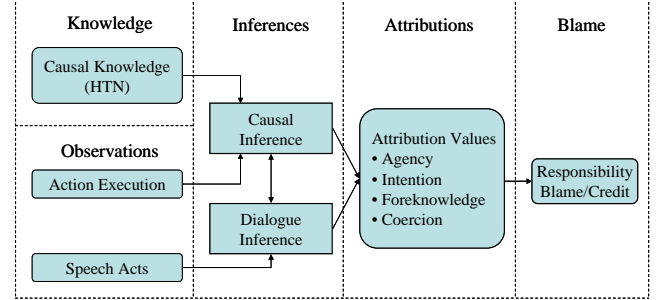 Knowledge
Inferences
Attributions
Blame
Causal Knowledge
(HTN)
Causal
Inference
Observations
Action Execution
Attribution Values
• Agency
• Intention
• Foreknowledge
• Coercion
Responsibility
Blame/Credit
Dialogue
Inference
Speech Acts